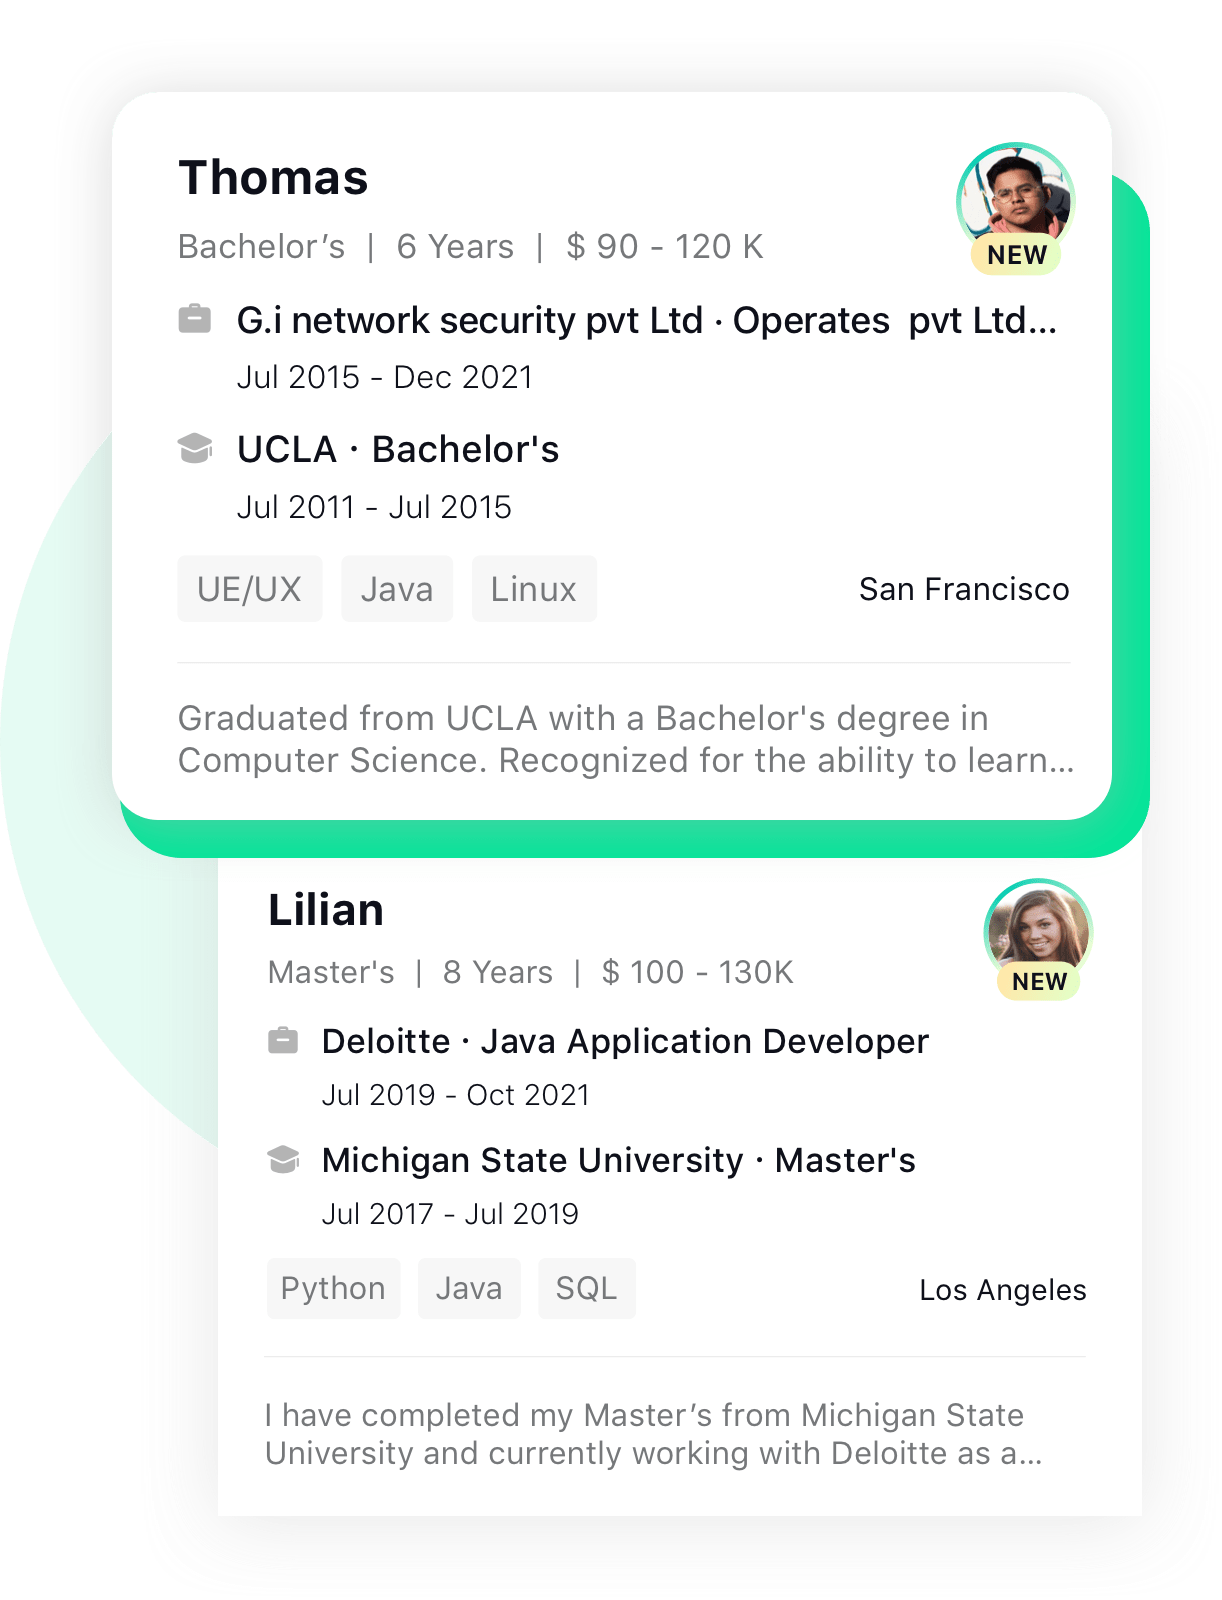 Thomas
NEW
Bachelor’s | 6 Years | $ 90 - 120 K
G.i network security pvt Ltd · Operates  pvt Ltd...
Jul 2015 - Dec 2021
UCLA · Bachelor's
Jul 2011 - Jul 2015
UE/UX Java Linux San Francisco
Graduated from UCLA with a Bachelor's degree in
Computer Science. Recognized for the ability to learn...
Lilian
NEW
Master's | 8 Years | $ 100 - 130K
Deloitte · Java Application Developer
Jul 2019 - Oct 2021
Michigan State University · Master's
Jul 2017 - Jul 2019
Python Java SQL Los Angeles
I have completed my Master’s from Michigan State
University and currently working with Deloitte as a...